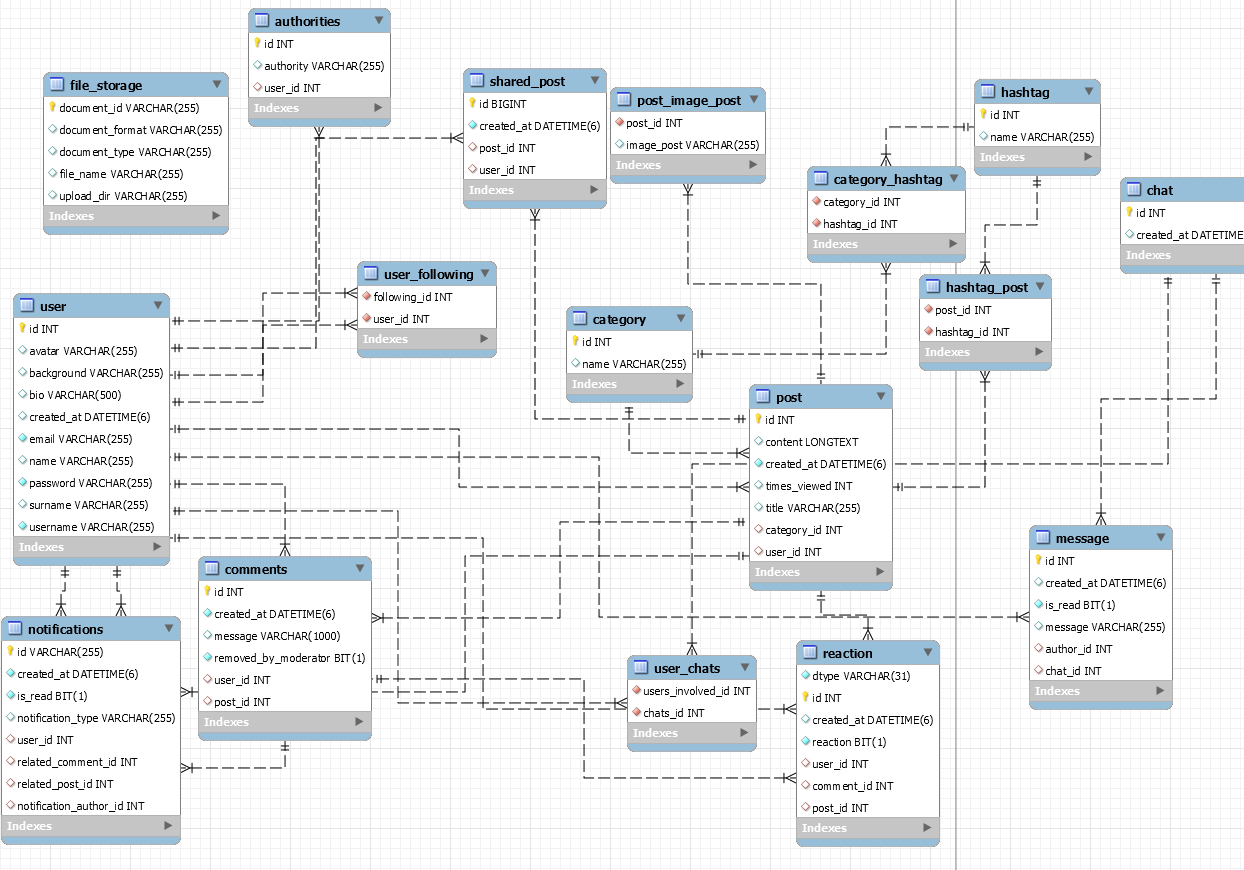 authorities
id INT
authority VARCHAR(255)
user_id INT
Indexes
file_storage
document_id VARCHAR(255)
document_format VARCHAR(255)
document_type VARCHAR(255)
file_name VARCHAR(255)
upload_dir VARCHAR(255)
Indexes
shared_post
id BIGINT
created_at DATETIME(6)
post_id INT
user_id INT
Indexes
post_image_post
post_id INT
image_post VARCHAR(255)
Indexes
hashtag
id INT
name VARCHAR(255)
Indexes
category_hashtag
category_id INT
hashtag_id INT
Indexes
chat
id INT
created_at DATETIME
Indexes
user_following
following_id INT
user_id INT
Indexes
hashtag_post
post_id INT
hashtag_id INT
Indexes
user
id INT
avatar VARCHAR(255)
background VARCHAR(255)
bio VARCHAR(500)
created_at DATETIME(6)
email VARCHAR(255)
name VARCHAR(255)
password VARCHAR(255)
surname VARCHAR(255)
username VARCHAR(255)
Indexes
category
id INT
name VARCHAR(255)
Indexes
post
id INT
content LONGTEXT
created_at DATETIME(6)
times_viewed INT
title VARCHAR(255)
category_id INT
user_id INT
Indexes
message
id INT
created_at DATETIME(6)
is_read BIT(1)
message VARCHAR(255)
author_id INT
chat_id INT
Indexes
comments
id INT
created_at DATETIME(6)
message VARCHAR(1000)
removed_by_moderator BIT(1)
user_id INT
post_id INT
Indexes
notifications
id VARCHAR(255)
created_at DATETIME(6)
is_read BIT(1)
notification_type VARCHAR(255)
user_id INT
related_comment_id INT
related_post_id INT
notification_author_id INT
Indexes
user_chats
users_involved_id INT
chats_id INT
Indexes
reaction
dtype VARCHAR(31)
id INT
created_at DATETIME(6)
reaction BIT(1)
user_id INT
comment_id INT
post_id INT
Indexes